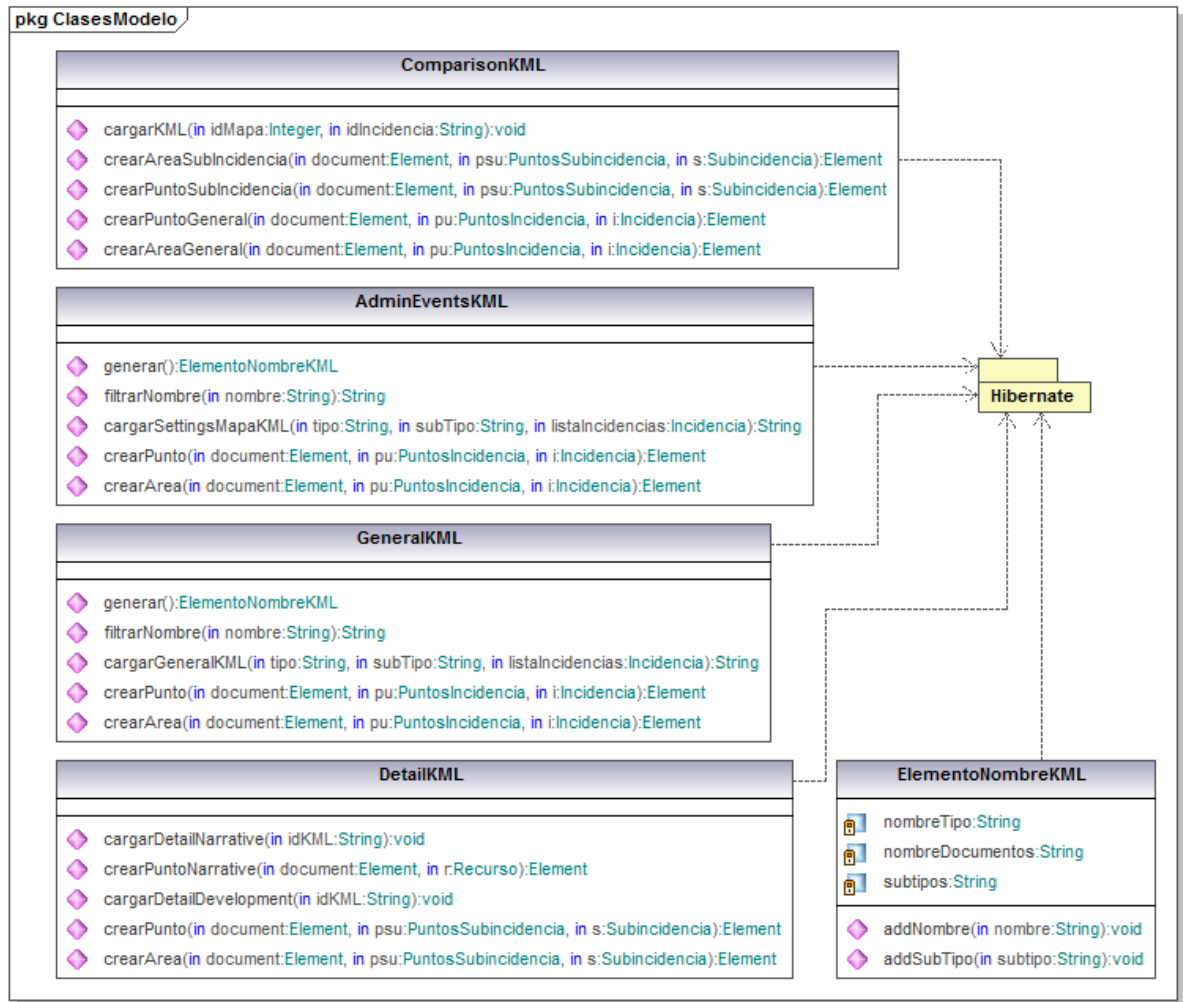 pkg ClasesModelo
ComparisonKML
cargarKML(in idMapa:Integer, in idIncidencia:String):void
crearAreaSubIncidencia(in document:Element, in psu:PuntosSubincidencia, in s:Subincidencia):Element
crearPuntoSubIncidencia(in document:Element, in psu:PuntosSubincidencia, in s:Subincidencia):Element
crearPuntoGeneral(in document:Element, in pu:PuntosIncidencia, in i:Incidencia):Element
crearAreaGeneral(in document:Element, in pu:PuntosIncidencia, in i:Incidencia):Element
AdminEventsKML
generar():ElementoNombreKML
filtrarNombre(in nombre:String):String
cargarSettingsMapaKML(in tipo:String, in subTipo:String, in listaIncidencias:Incidencia):String
crearPunto(in document:Element, in pu:PuntosIncidencia, in i:Incidencia):Element
crearArea(in document:Element, in pu:PuntosIncidencia, in i:Incidencia):Element
Hibernate
GeneralKML
generar():ElementoNombreKML
filtrarNombre(in nombre:String):String
cargarGeneralKML(in tipo:String, in subTipo:String, in listaIncidencias:Incidencia):String
crearPunto(in document:Element, in pu:PuntosIncidencia, in i:Incidencia):Element
crearArea(in document:Element, in pu:PuntosIncidencia, in i:Incidencia):Element
DetailKML
cargarDetailNarrative(in idKML:String):void
crearPuntoNarrative(in document:Element, in r:Recurso):Element
cargarDetailDevelopment(in idKML:String):void
crearPunto(in document:Element, in psu:PuntosSubincidencia, in s:Subincidencia):Element
crearArea(in document:Element, in psu:PuntosSubincidencia, in s:Subincidencia):Element
ElementoNombreKML
nombreTipo:String
nombreDocumentos:String
subtipos:String
addNombre(in nombre:String):void
addSubTipo(in subtipo:String):void